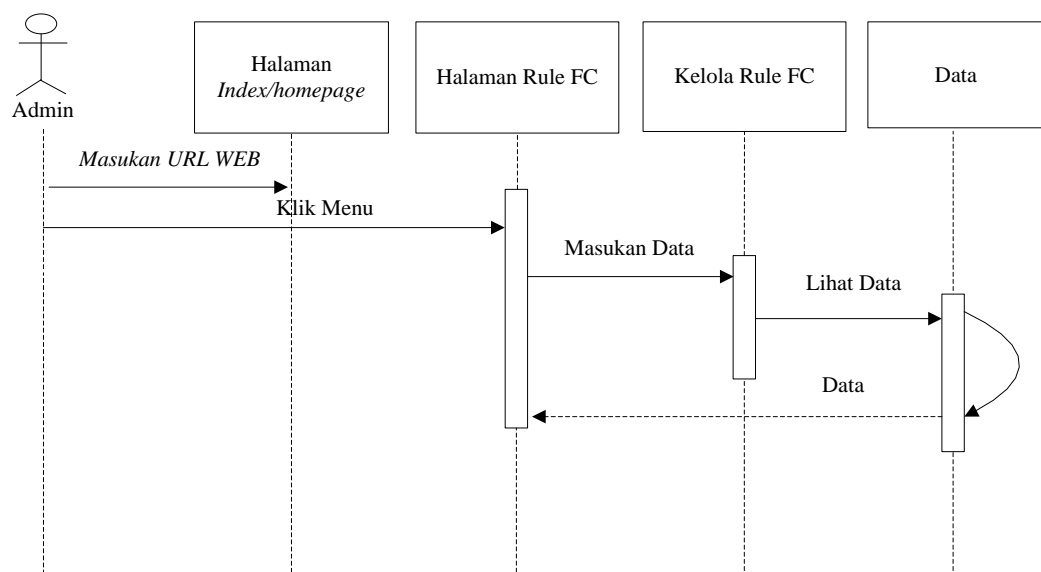 Halaman
Index/homepage
Halaman Rule FC
Kelola Rule FC
Data
Admin
Masukan URL WEB
Klik Menu
Masukan Data
Lihat Data
Data